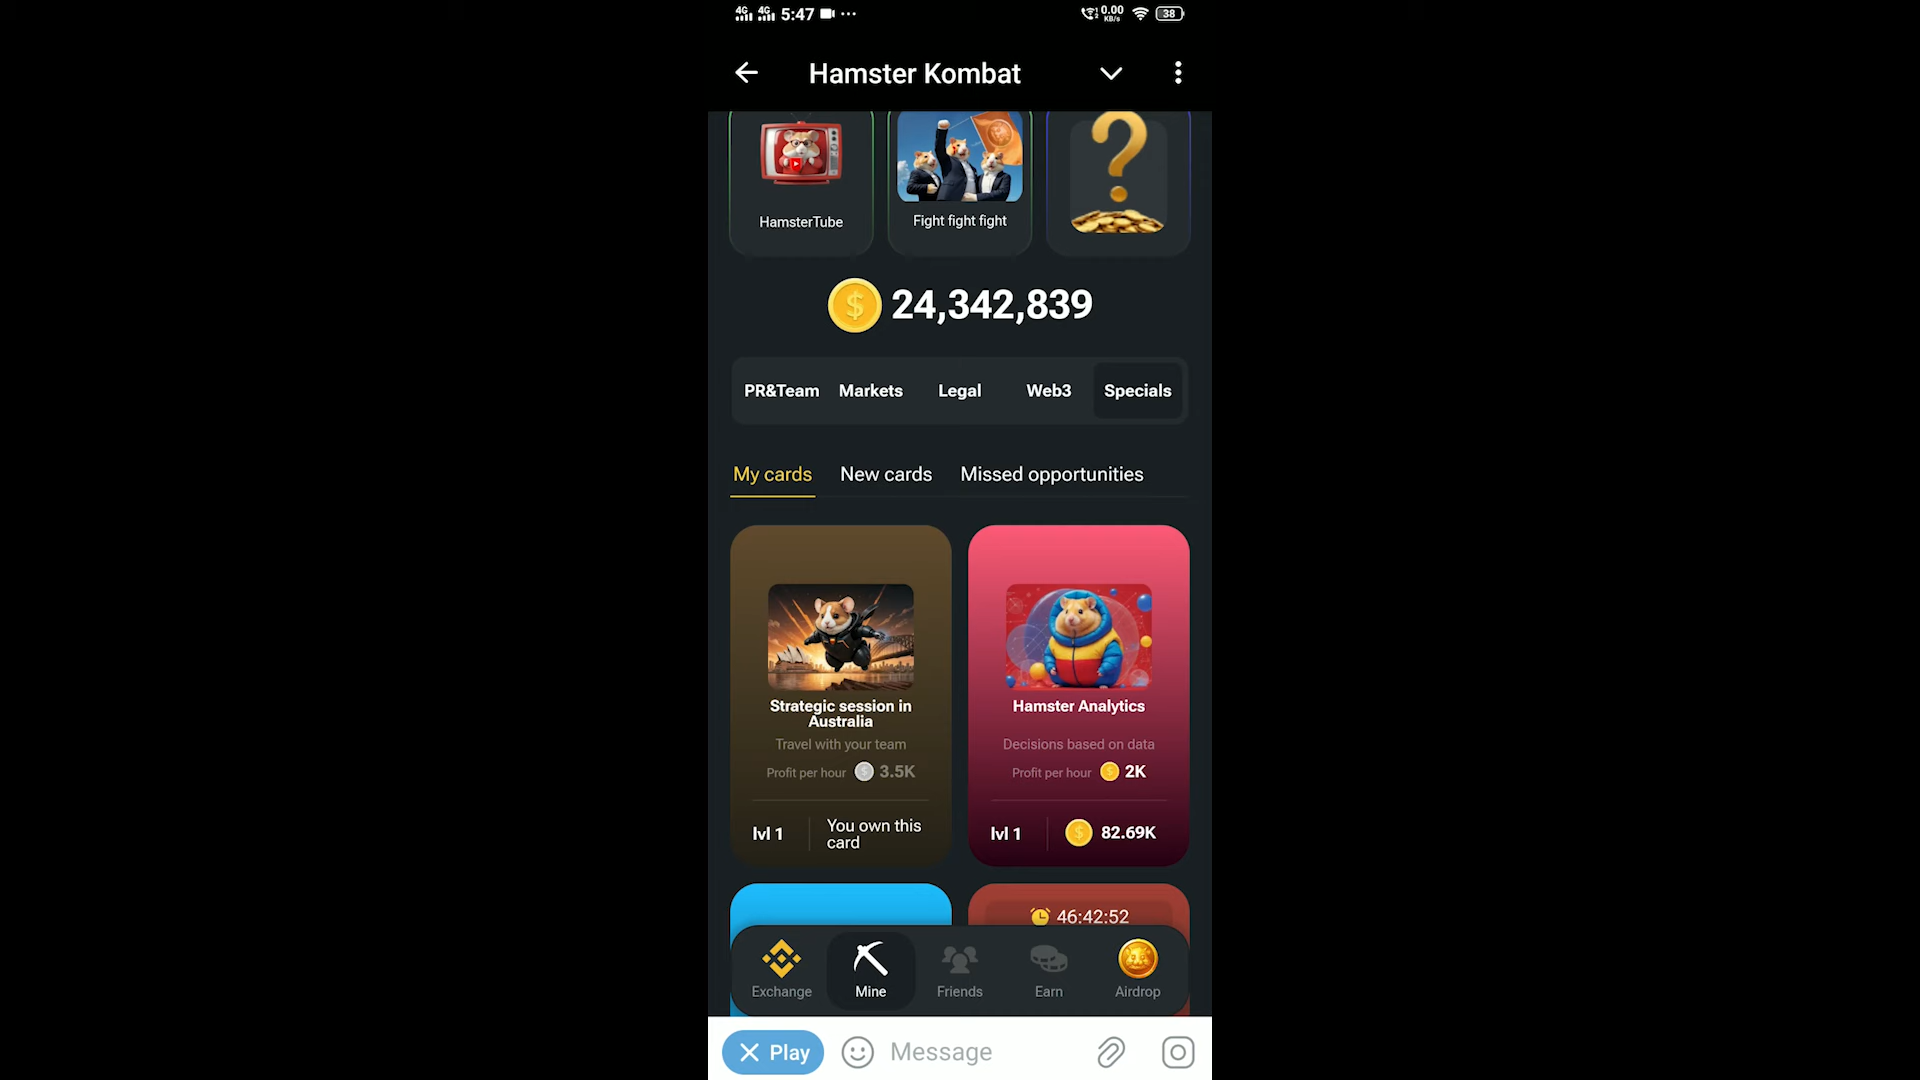 4G 4G 5:47 ... 0.00 KB/s 38
Hamster Kombat
HamsterTube Fight fight fight
24,342,839
PR&Team Markets Legal Web3 Specials
My cards New cards Missed opportunities
Strategic session in
Australia
Travel with your team
Profit per hour 3.5K
lvl 1 You own this
card
Hamster Analytics
Decisions based on data
Profit per hour 2K
lvl 1 82.69K
46:42:52
Exchange Mine Friends Earn Airdrop
Play Message